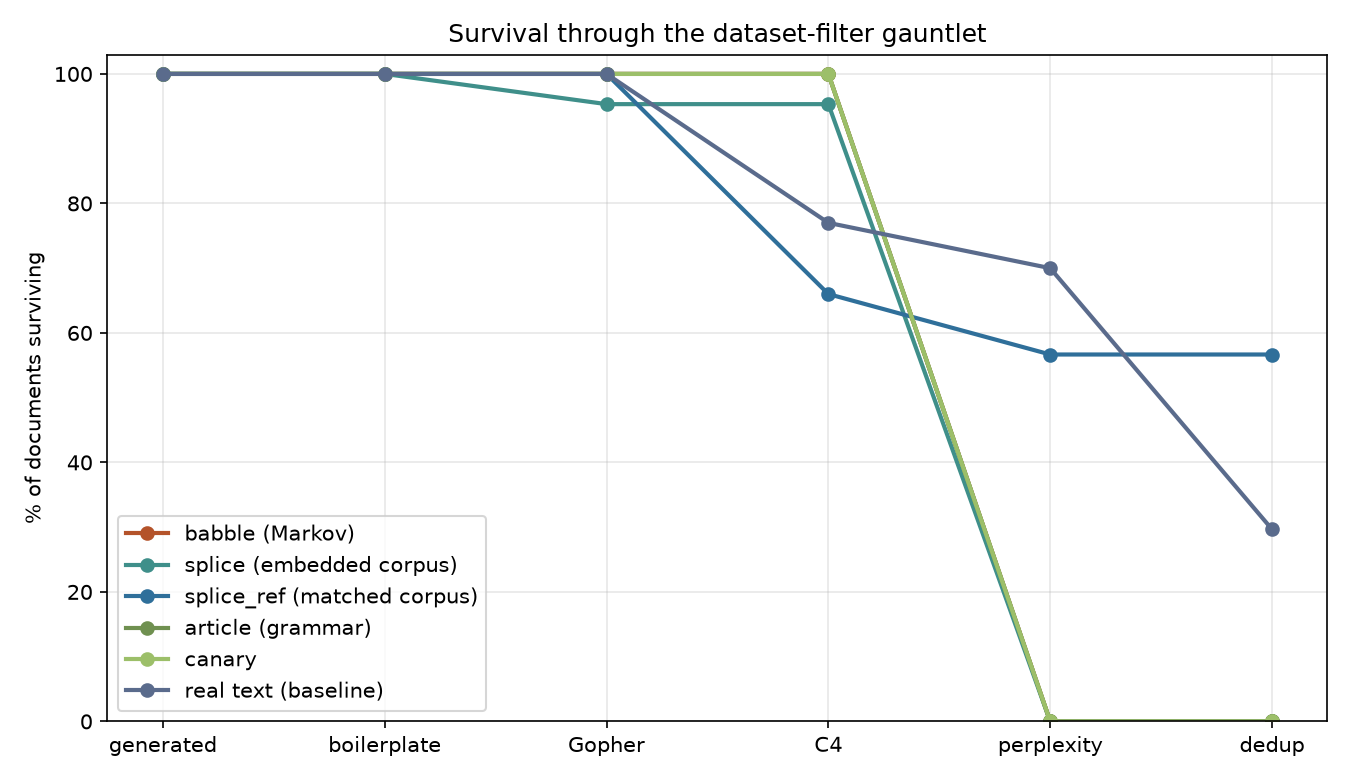 Survival through the dataset-filter gauntlet
% of documents surviving
100
80
60
40
20
0
babble (Markov)
splice (embedded corpus)
splice_ref (matched corpus)
article (grammar)
canary
real text (baseline)
generated boilerplate Gopher C4 perplexity dedup